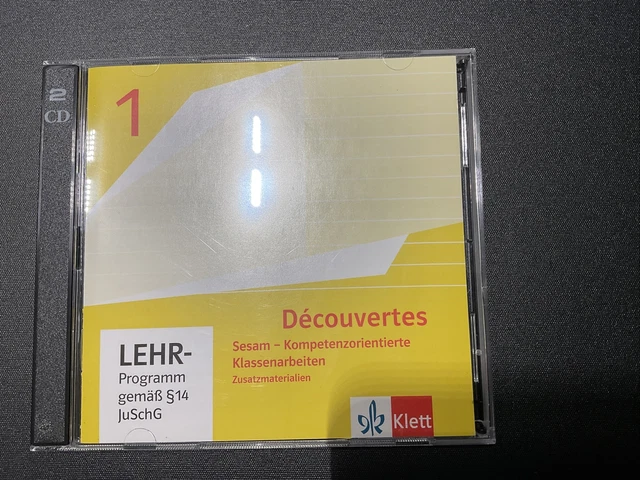 2
CD
1
Découvertes
Sesam – Kompetenzorientierte
Klassenarbeiten
Zusatzmaterialien
LEHR-
Programm
gemäß §14
JuSchG
Klett